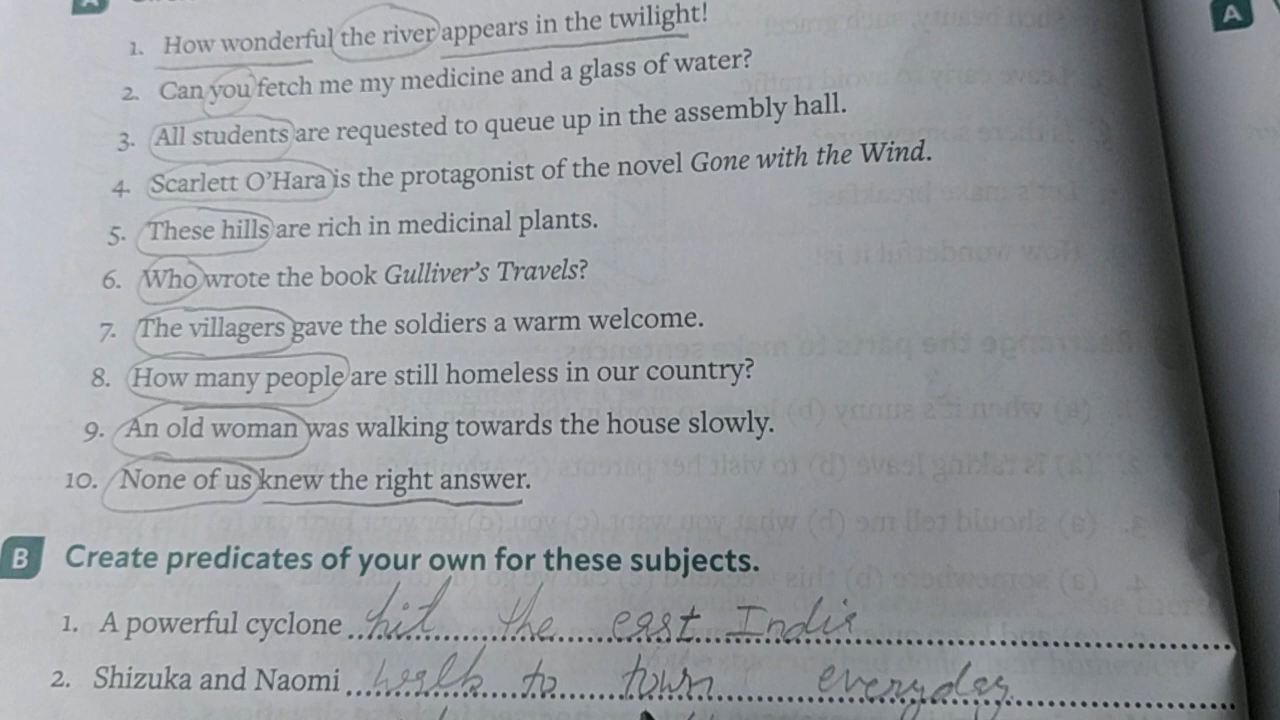 A
1. How wonderful the river appears in the twilight!
2. Can you fetch me my medicine and a glass of water?
3. All students are requested to queue up in the assembly hall.
4. Scarlett O'Hara is the protagonist of the novel Gone with the Wind.
5. These hills are rich in medicinal plants.
6. Who wrote the book Gulliver's Travels?
7. The villagers gave the soldiers a warm welcome.
8. How many people are still homeless in our country?
9. An old woman was walking towards the house slowly.
10. None of us knew the right answer.
B Create predicates of your own for these subjects.
1. A powerful cyclone hit the east India
2. Shizuka and Naomi walk to town everyday.